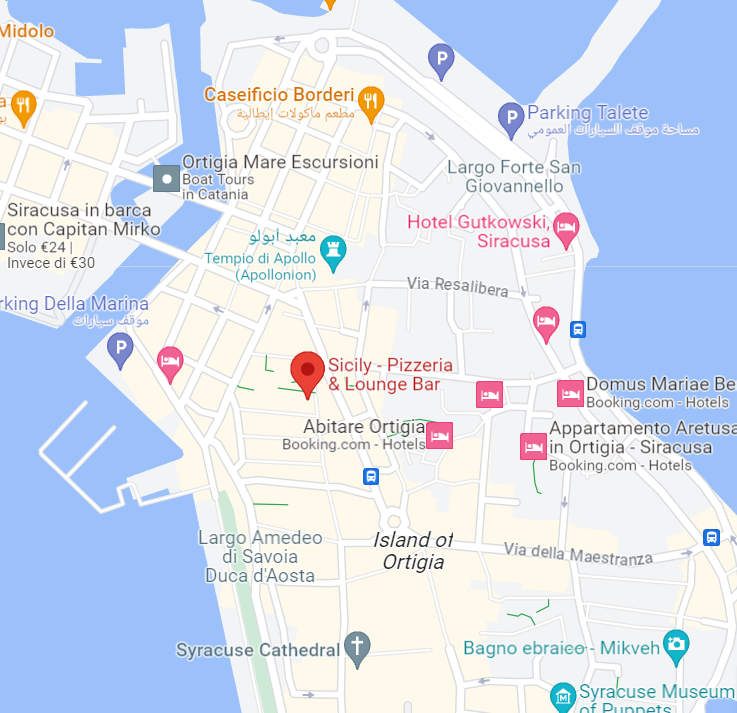 Midolo
Caseificio Borderi
مطعم ماكولات إيطالية
P
P
Parking Talete
مساحة موقف السيارات العمومي
Ortigia Mare Escursioni
Boat Tours
in Catania
Largo Forte San
Giovannello
Siracusa in barca
con Capitan Mirko
Solo €24 |
Invece di €30
Hotel Gutkowski,
Siracusa
معبد أبولو
Tempio di Apollo
(Apollonion)
Via Resalibera
rking Della Marina
موقف سيارات
P
Sicily - Pizzeria
& Lounge Bar
Domus Mariae Be
Booking.com - Hotels
Abitare Ortigia
Booking.com - Hotels
Appartamento Aretusa
in Ortigia - Siracusa
Booking.com - Hotels
Largo Amedeo
di Savoia
Duca d'Aosta
Island of
Ortigia
Via della Maestranza
Syracuse Cathedral
Bagno ebraico - Mikveh
Syracuse Museum
of Puppets